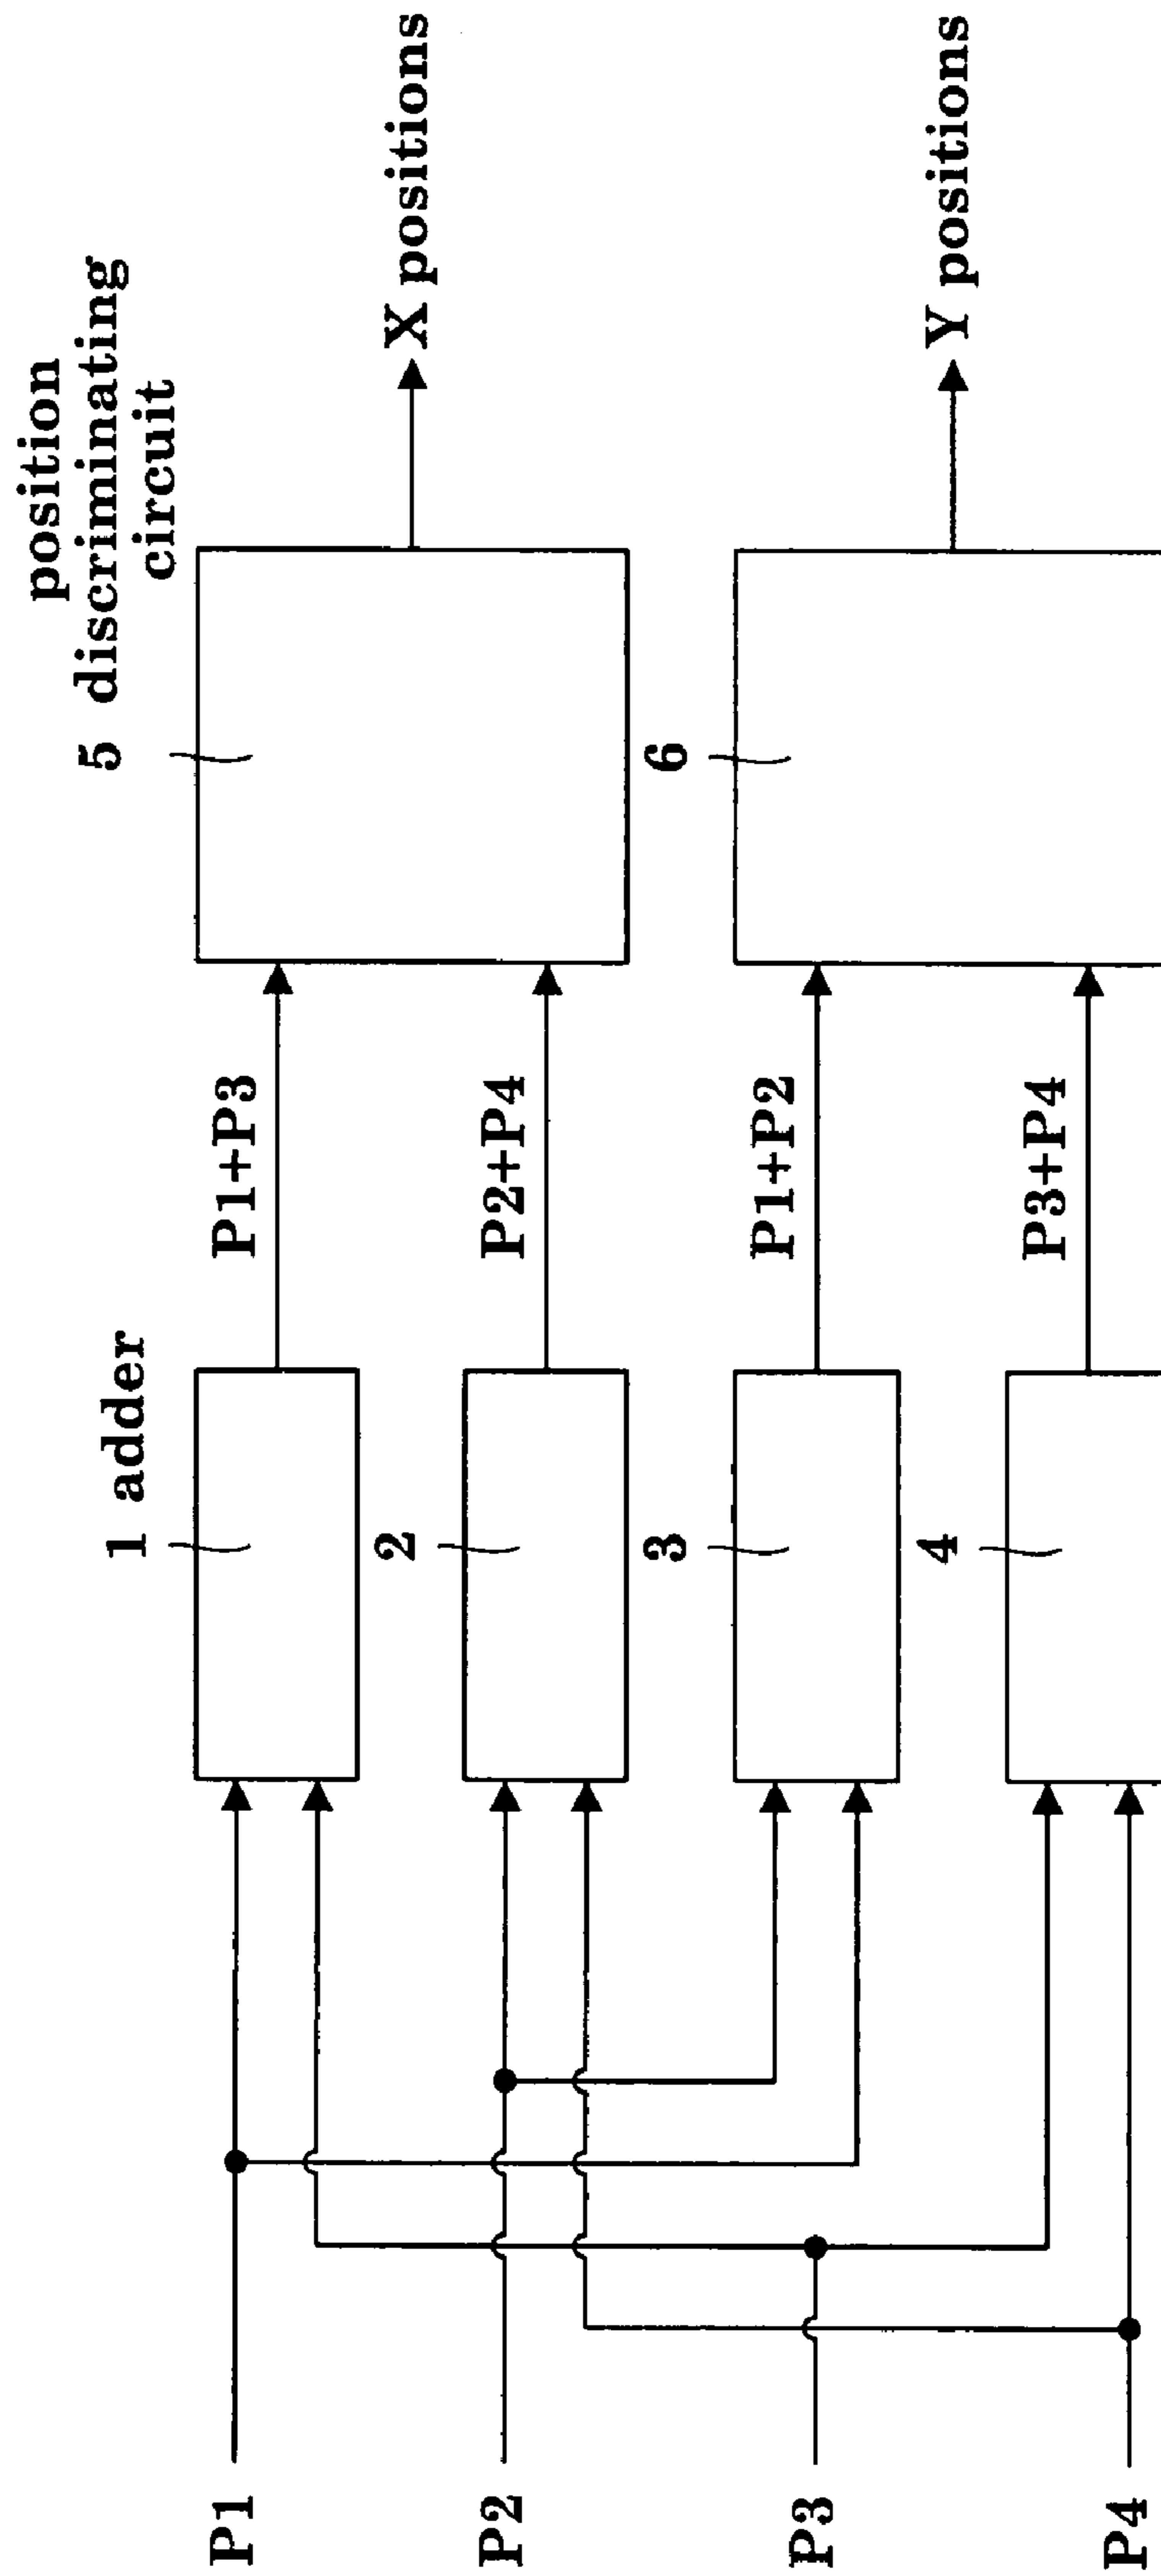 P1
P2
P3
P4
1 adder
2
3
4
P1+P3
P2+P4
P1+P2
P3+P4
position
5 discriminating
circuit
6
X positions
Y positions